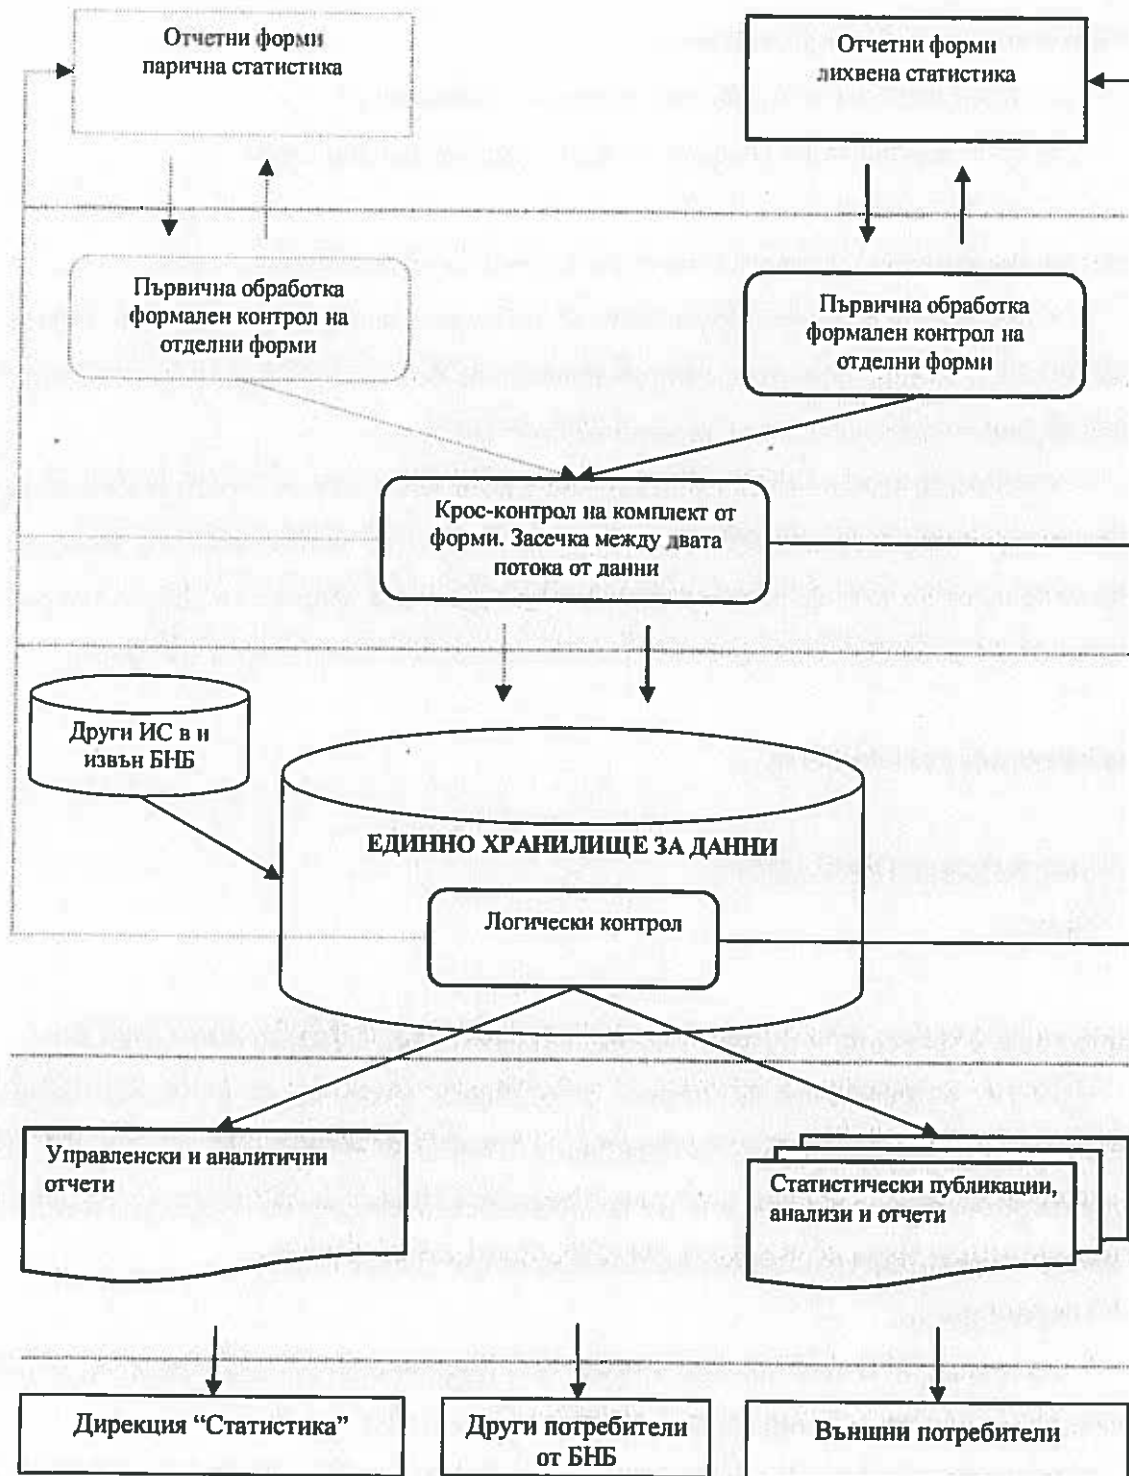 Отчетни форми
парична статистика
Отчетни форми
лихвена статистика
Първична обработка
формален контрол на
отделни форми
Първична обработка
формален контрол на
отделни форми
Крос-контрол на комплект от
форми. Засечка между двата
потока от данни
Други ИС в и
извън БНБ
ЕДИННО ХРАНИЛИЩЕ ЗА ДАННИ
Логически контрол
Управленски и аналитични
отчети
Статистически публикации,
анализи и отчети
Дирекция “Статистика”
Други потребители
от БНБ
Външни потребители